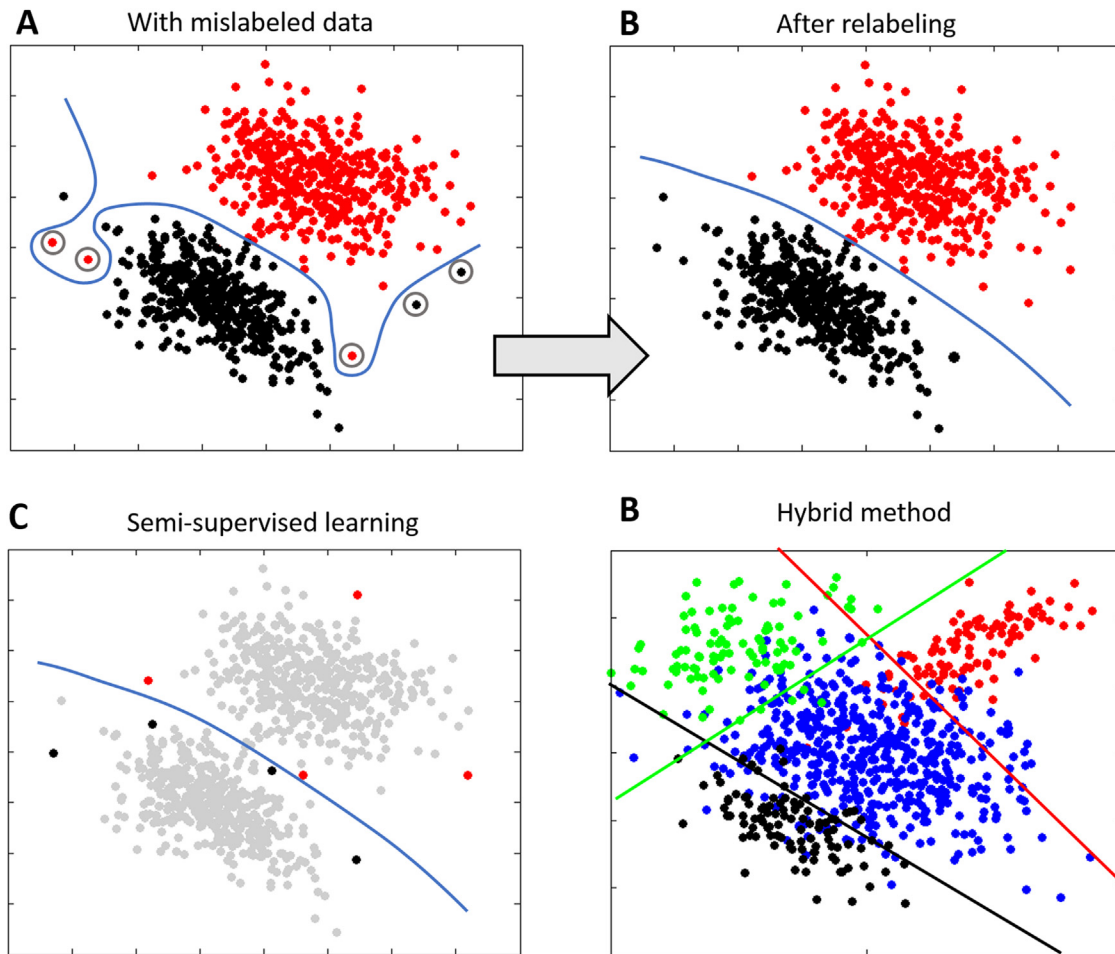 A
With mislabeled data
B
After relabeling
C
Semi-supervised learning
B
Hybrid method